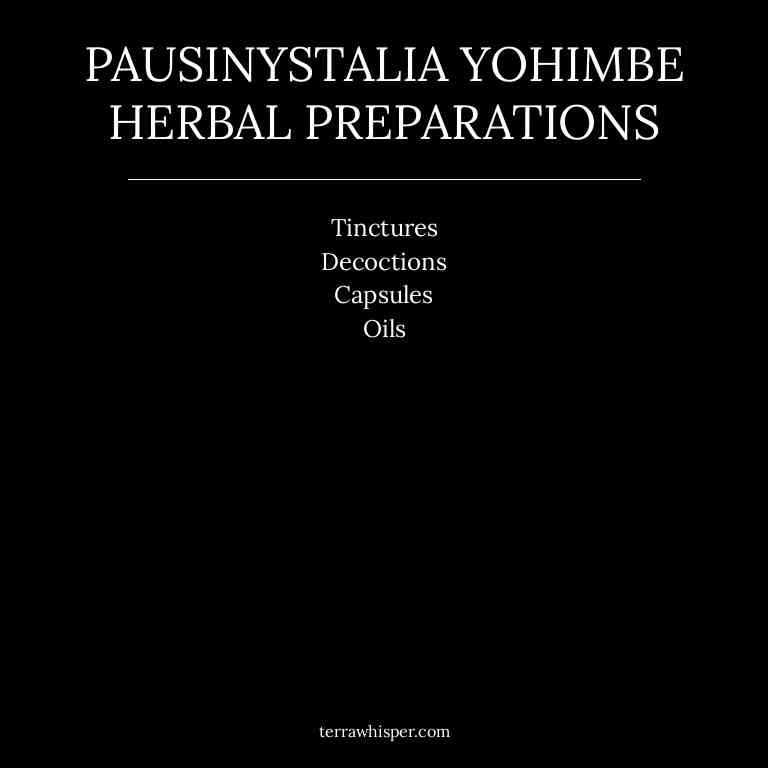 PAUSINYSTALIA YOHIMBE
HERBAL PREPARATIONS
Tinctures
Decoctions
Capsules
Oils
terrawhisper.com